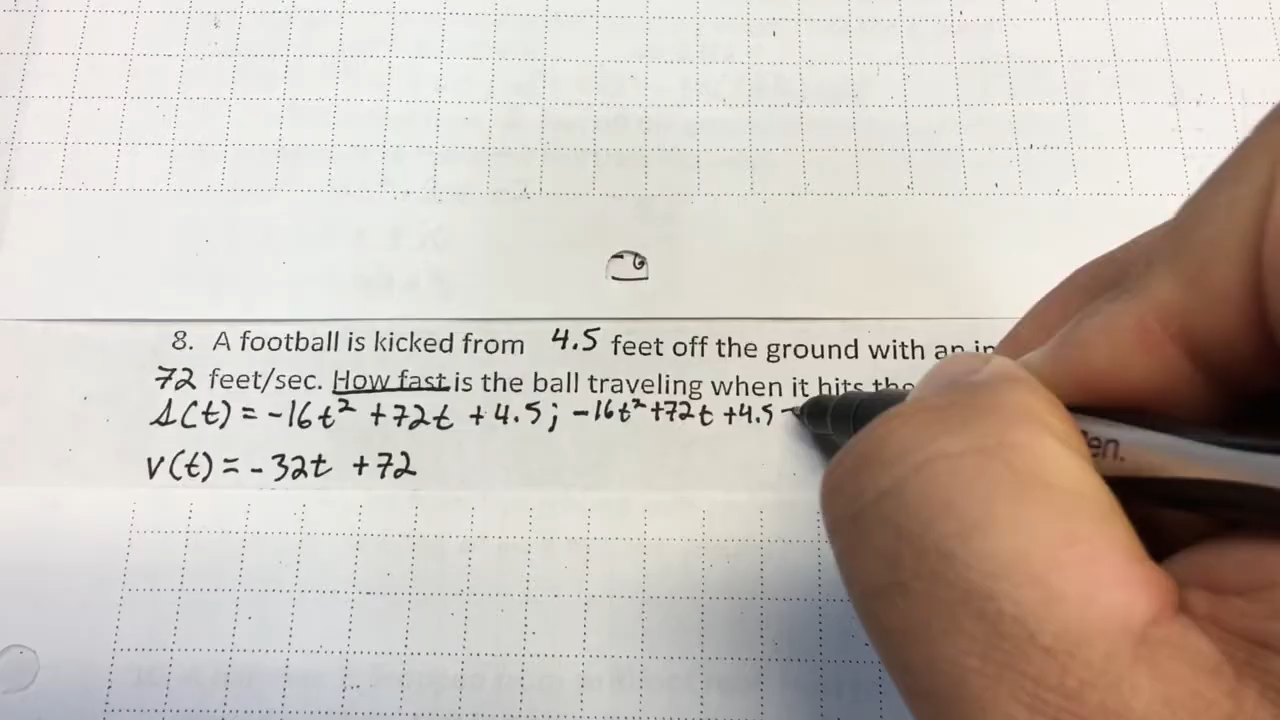 8. A football is kicked from 4.5 feet off the ground with an in
72 feet/sec. How fast is the ball traveling when it hits the
s(t) = -16t² + 72t + 4.5; -16t² + 72t + 4.5
v(t) = -32t + 72
en.